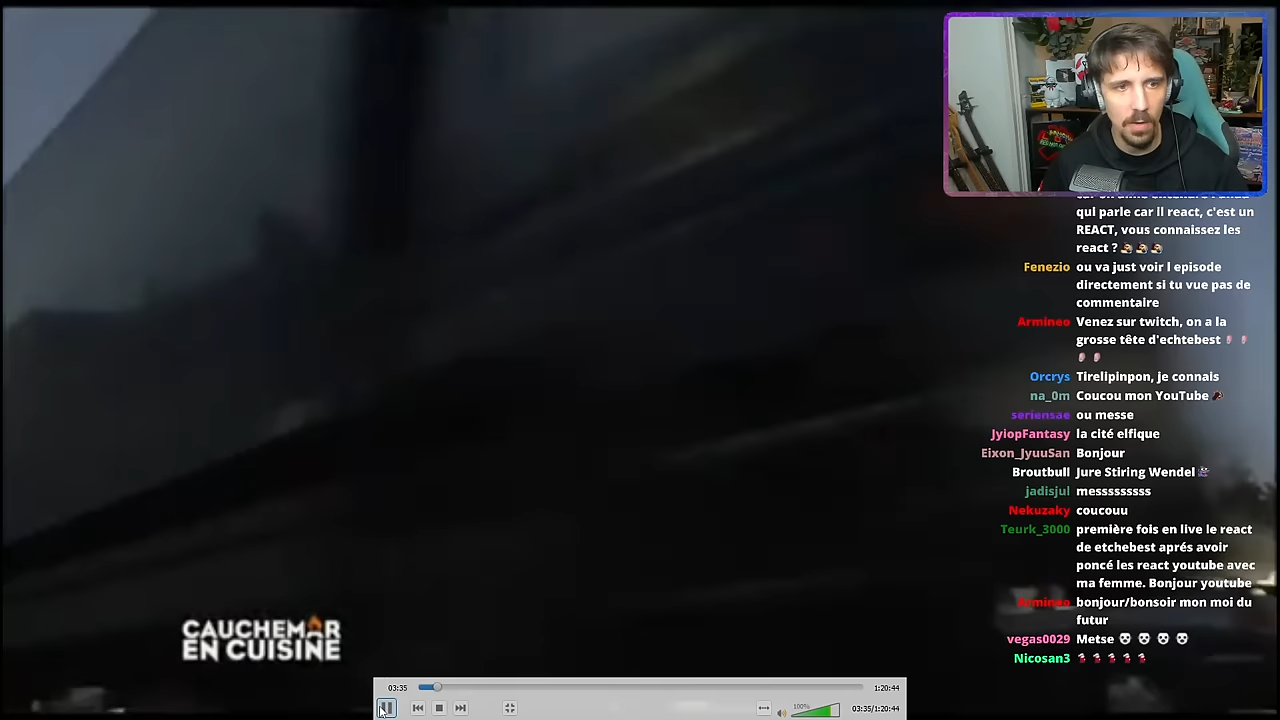 qui parle car il react, c'est un
REACT, vous connaissez les
react ?
Fenezio ou va just voir l episode
directement si tu vue pas de
commentaire
Armineo Venez sur twitch, on a la
grosse tête d'echtebest
Orcrys Tirelipinpon, je connais
na_0m Coucou mon YouTube
seriensae ou messe
JyiopFantasy la cité elfique
Eixon_JyuuSan Bonjour
Broutbull Jure Stiring Wendel
jadisjul messsssssss
Nekuzaky coucouu
Teurk_3000 première fois en live le react
de etchebest aprés avoir
poncé les react youtube avec
ma femme. Bonjour youtube
Armineo bonjour/bonsoir mon moi du
futur
vegas0029 Metse
Nicosan3
CAUCHEMAR
EN CUISINE
03:35 1:20:44
100% 03:35/1:20:44